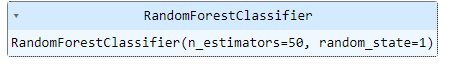 RandomForestClassifier
RandomForestClassifier(n_estimators=50, random_state=1)